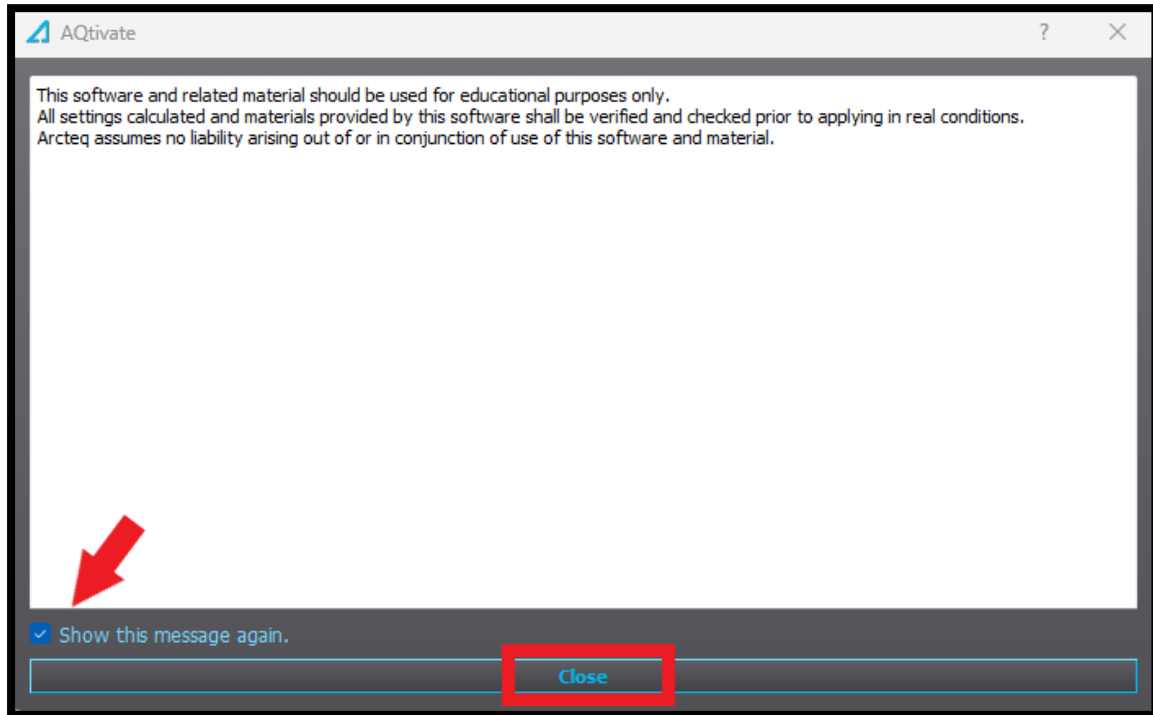 AQtivate ?
This software and related material should be used for educational purposes only.
All settings calculated and materials provided by this software shall be verified and checked prior to applying in real conditions.
Arcteq assumes no liability arising out of or in conjunction of use of this software and material.
Show this message again.
Close